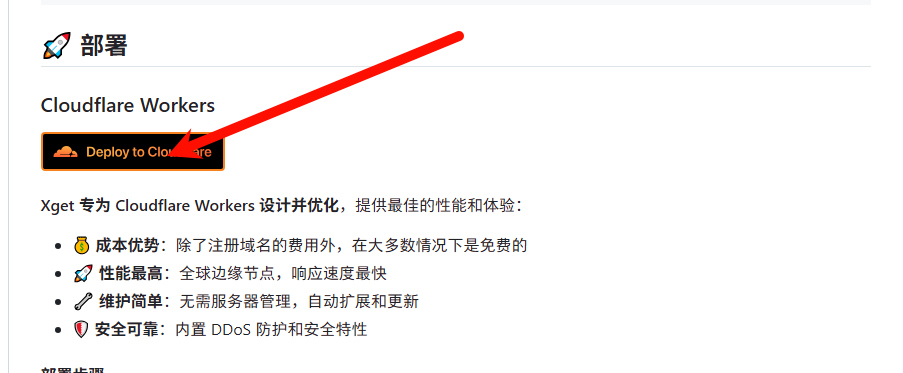 部署
Cloudflare Workers
Deploy to Cloudflare
Xget 专为 Cloudflare Workers 设计并优化，提供最佳的性能和体验：
成本优势：除了注册域名的费用外，在大多数情况下是免费的
性能最高：全球边缘节点，响应速度最快
维护简单：无需服务器管理，自动扩展和更新
安全可靠：内置 DDoS 防护和安全特性
部署步骤